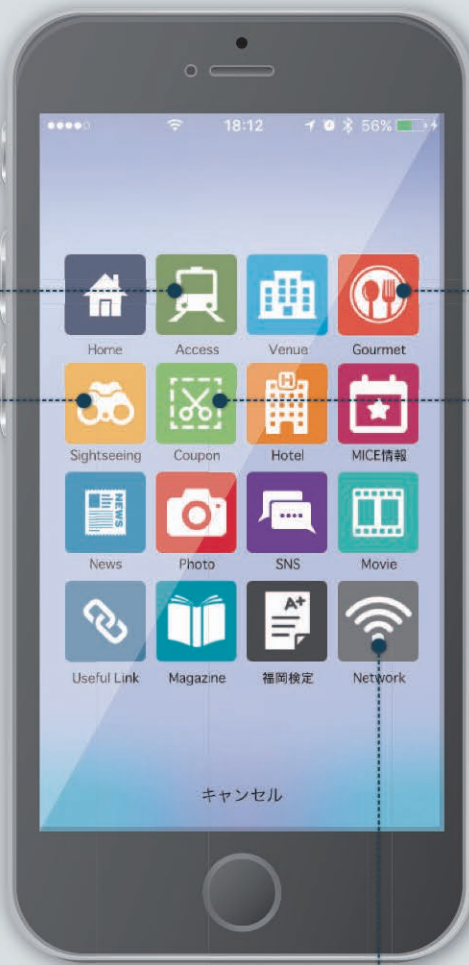 18:12 56%
Home Access Venue Gourmet
Sightseeing Coupon Hotel MICE情報
NEWS
News Photo SNS Movie
A+
Useful Link Magazine 福岡検定 Network
キャンセル